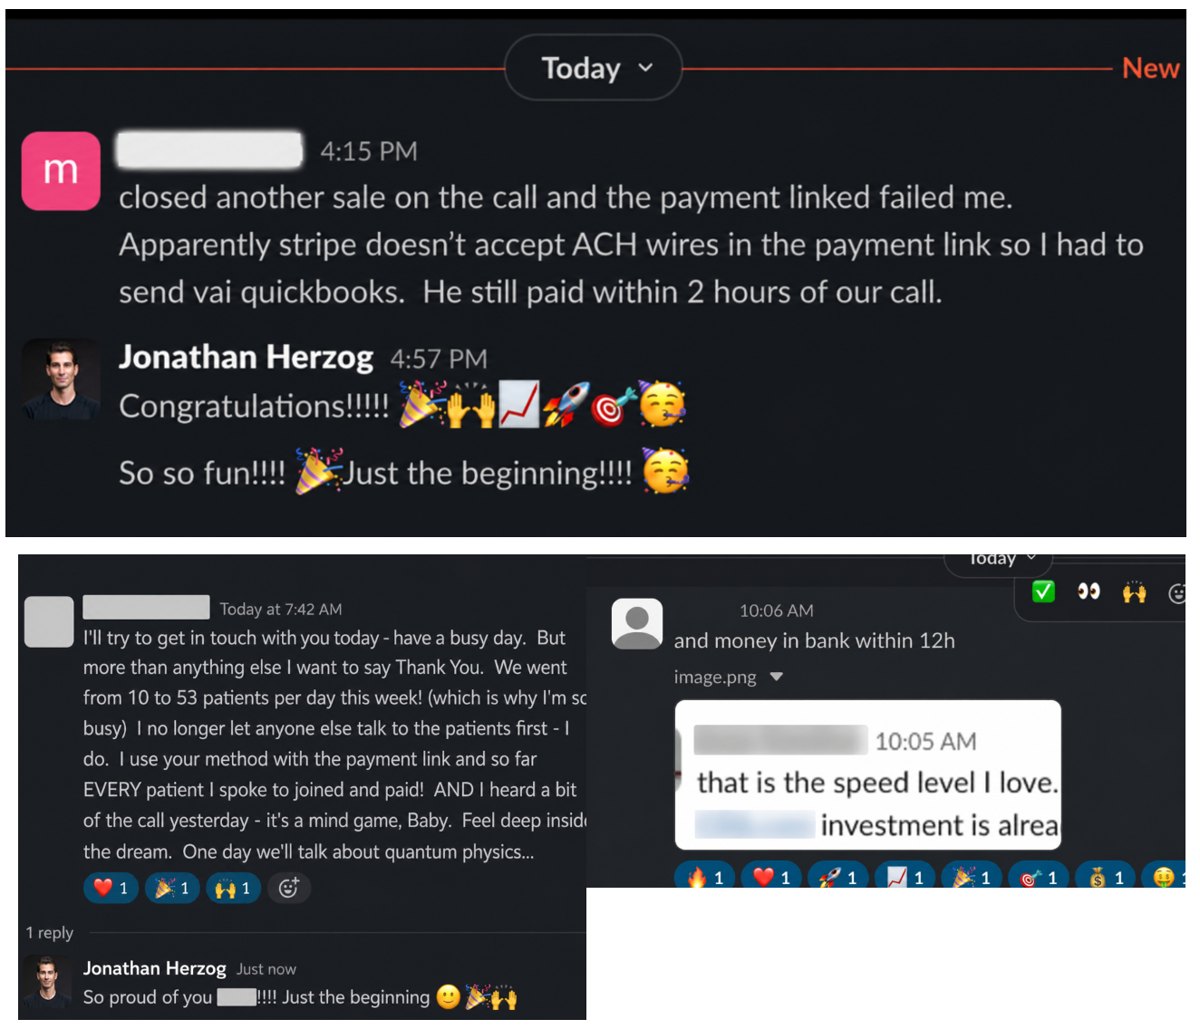 Today
New
m
4:15 PM
closed another sale on the call and the payment linked failed me.
Apparently stripe doesn't accept ACH wires in the payment link so I had to
send vai quickbooks.  He still paid within 2 hours of our call.
Jonathan Herzog 4:57 PM
Congratulations!!!!! 🎉🙌📈🚀🎯🥳
So so fun!!!! 🎉Just the beginning!!!! 🥳
Today at 7:42 AM
I'll try to get in touch with you today - have a busy day.  But
more than anything else I want to say Thank You.  We went
from 10 to 53 patients per day this week! (which is why I'm so
busy)  I no longer let anyone else talk to the patients first - I
do.  I use your method with the payment link and so far
EVERY patient I spoke to joined and paid!  AND I heard a bit
of the call yesterday - it's a mind game, Baby.  Feel deep inside
the dream.  One day we'll talk about quantum physics...
❤️ 1 🎉 1 🙌 1
1 reply
Jonathan Herzog Just now
So proud of you !!!! Just the beginning 🙂🎉🙌
Today
✅ 👀 🙌
10:06 AM
and money in bank within 12h
image.png
10:05 AM
that is the speed level I love.
investment is alrea
🔥 1 ❤️ 1 🚀 1 📈 1 🎉 1 🎯 1 💰 1 🤑 1